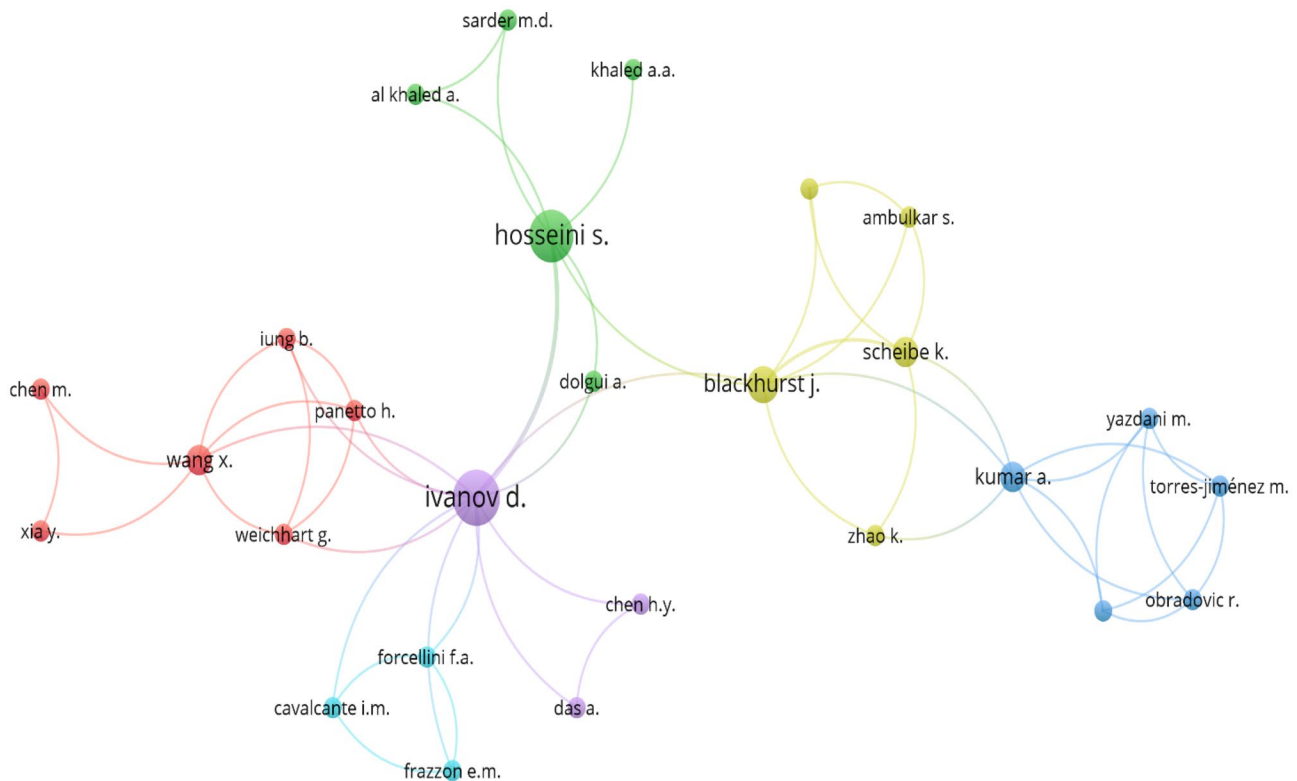 sarder m.d.
khaled a.a.
al khaled a.
ambulkar s.
hosseini s.
iung b.
scheibe k.
dolgui a.
blackhurst j.
chen m.
panetto h.
yazdani m.
wang x.
kumar a.
torres-jiménez m.
ivanov d.
xia y.
weichhart g.
zhao k.
obradovic r.
chen h.y.
forcellini f.a.
cavalcante i.m.
das a.
frazzon e.m.